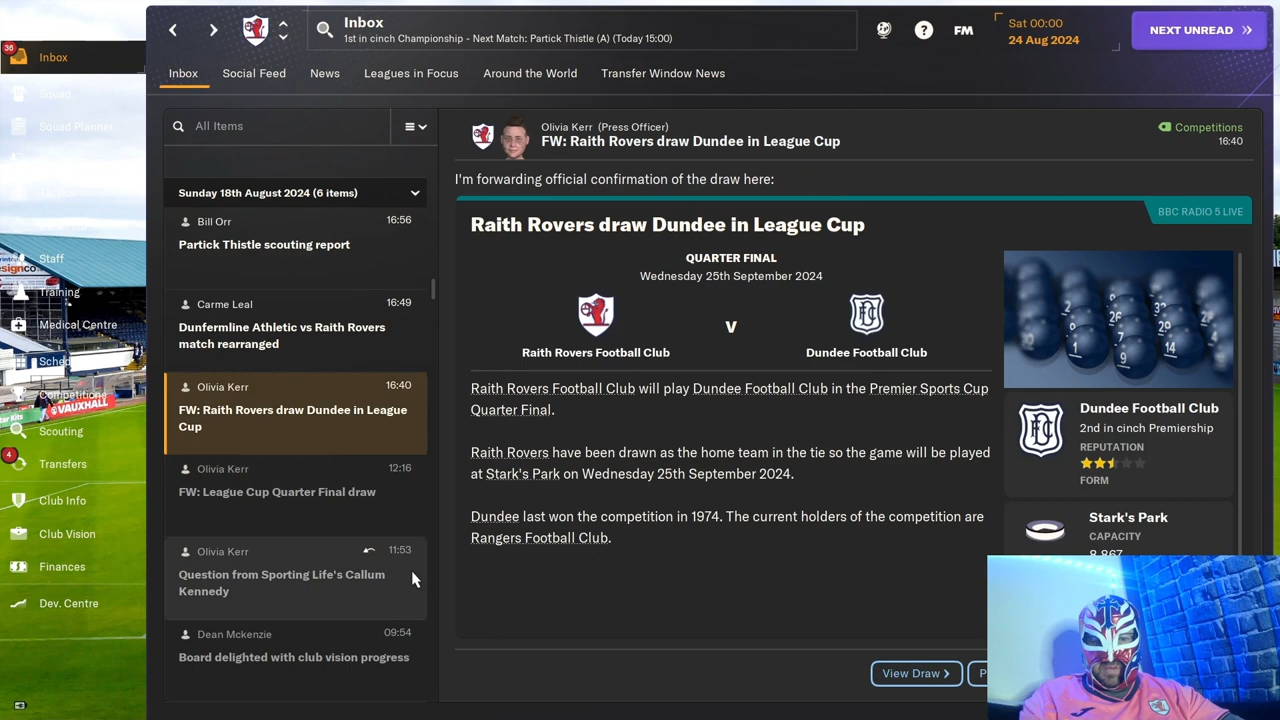 Inbox
1st in cinch Championship - Next Match: Partick Thistle (A) (Today 15:00)
FM
Sat 00:00
24 Aug 2024
NEXT UNREAD
36
Inbox
Squad
Squad Planner
Staff
Training
Medical Centre
Sched
Competitions
Scouting
4
Transfers
Club Info
Club Vision
Finances
Dev. Centre
VAUXHALL
Inbox
Social Feed
News
Leagues in Focus
Around the World
Transfer Window News
All Items
Sunday 18th August 2024 (6 items)
Bill Orr
16:56
Partick Thistle scouting report
Carme Leal
16:49
Dunfermline Athletic vs Raith Rovers
match rearranged
Olivia Kerr
16:40
FW: Raith Rovers draw Dundee in League
Cup
Olivia Kerr
12:16
FW: League Cup Quarter Final draw
Olivia Kerr
11:53
Question from Sporting Life's Callum
Kennedy
Dean Mckenzie
09:54
Board delighted with club vision progress
Olivia Kerr (Press Officer)
FW: Raith Rovers draw Dundee in League Cup
Competitions
16:40
I'm forwarding official confirmation of the draw here:
BBC RADIO 5 LIVE
Raith Rovers draw Dundee in League Cup
QUARTER FINAL
Wednesday 25th September 2024
V
Raith Rovers Football Club
Dundee Football Club
Raith Rovers Football Club will play Dundee Football Club in the Premier Sports Cup
Quarter Final.
Raith Rovers have been drawn as the home team in the tie so the game will be played
at Stark's Park on Wednesday 25th September 2024.
Dundee last won the competition in 1974. The current holders of the competition are
Rangers Football Club.
Dundee Football Club
2nd in cinch Premiership
REPUTATION
FORM
Stark's Park
CAPACITY
8,867
View Draw